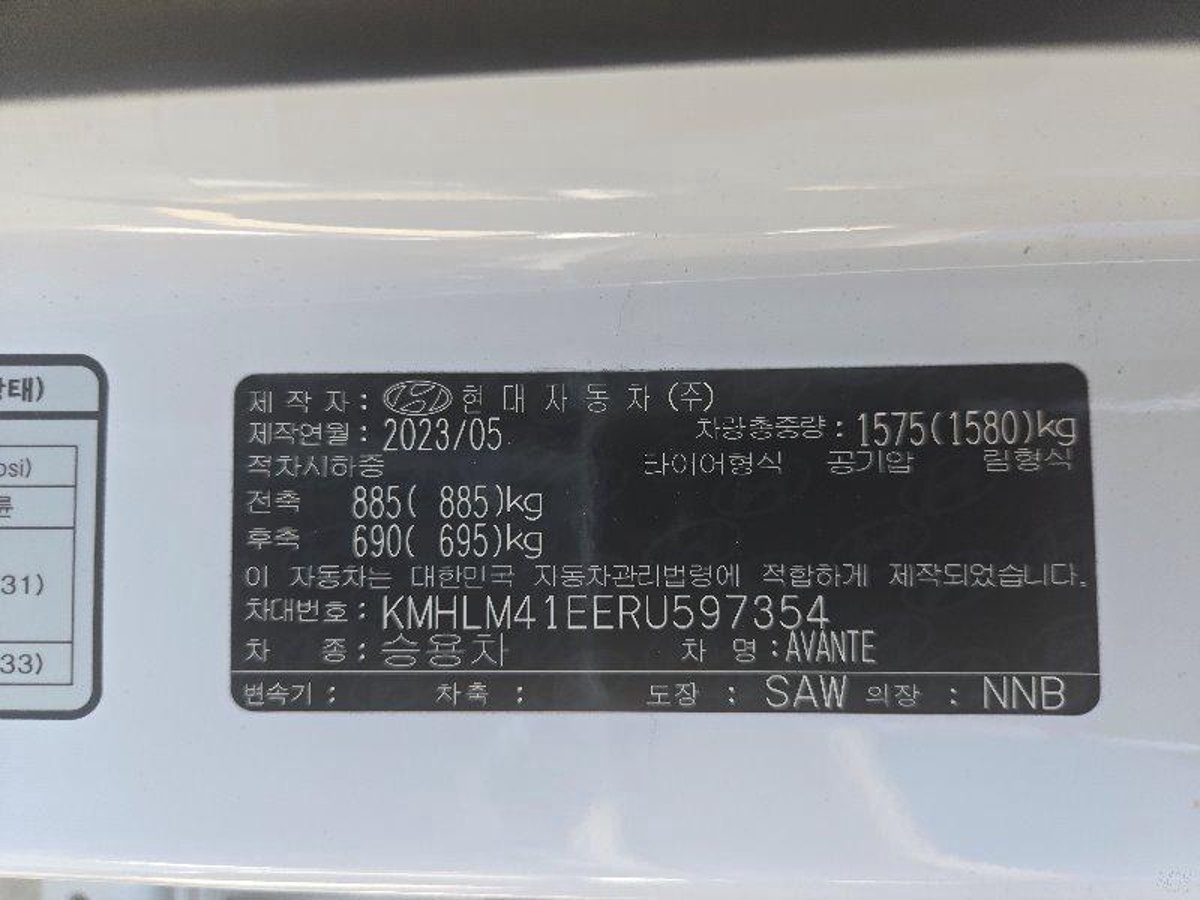 태)
si)
31)
33)
제 작 자 : 현 대 자 동 차 (주)
제작연월 : 2023/05 차량총중량 : 1575(1580)kg
적차시하중 타이어형식 공기압 림형식
전축 885( 885)kg
후축 690( 695)kg
이 자동차는 대한민국 자동차관리법령에 적합하게 제작되었습니다.
차대번호 : KMHLM41EERU597354
차 종 : 승용차 차 명 : AVANTE
변속기 : 차축 : 도장 : SAW 의장 : NNB